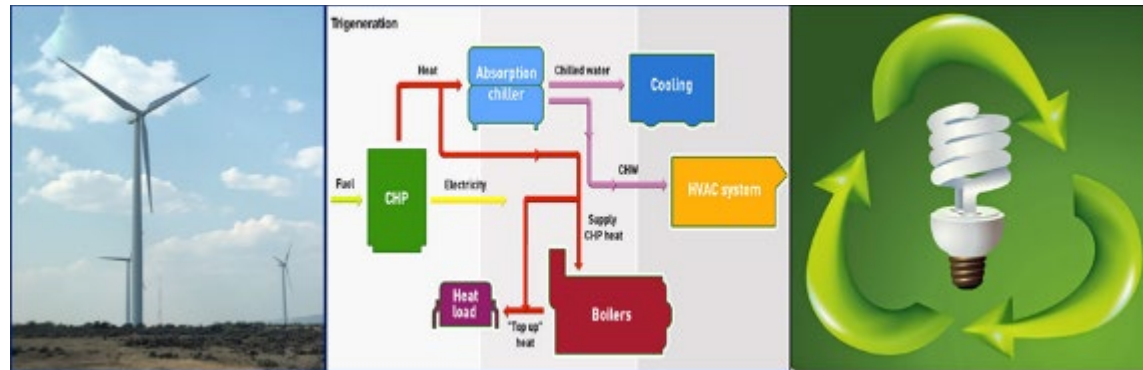 Trigeneration
Heat
Absorption
chiller
Chilled water
Cooling
Fuel
CHP
Electricity
CHW
HVAC system
Supply
CHP heat
Heat
load
"Top up"
heat
Boilers